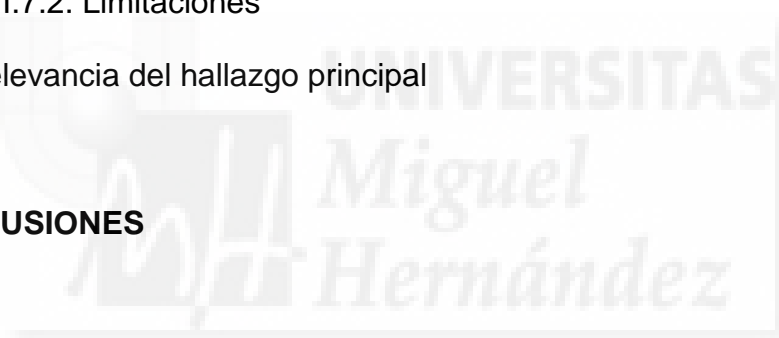 1.7.2. Limitaciones
elevancia del hallazgo principal
UNIVERSITAS
Miguel
USIONES
Hernández